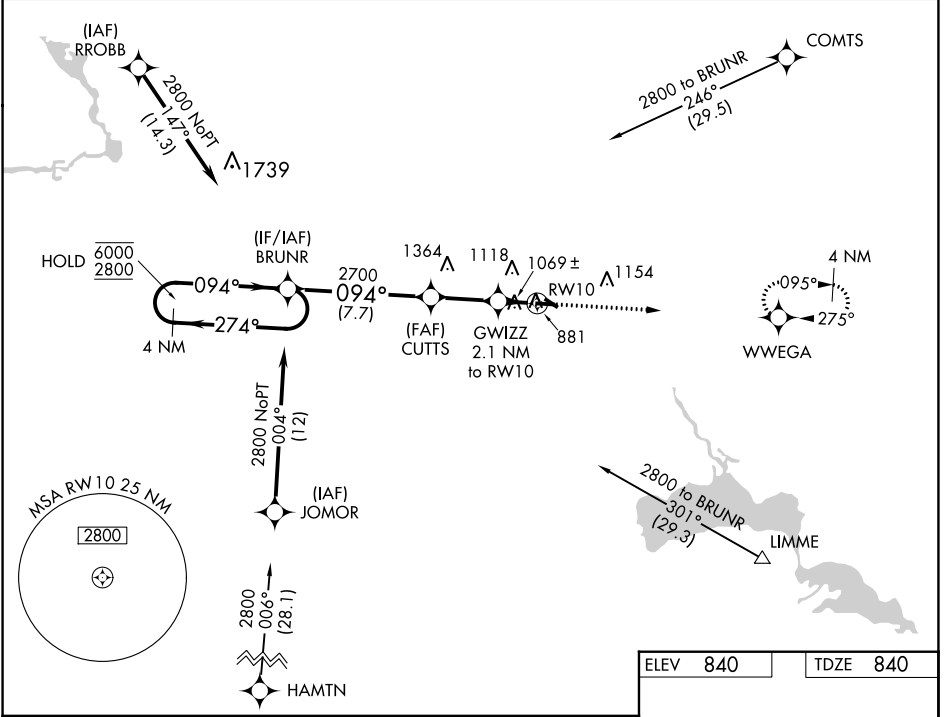 (IAF)
RROBB
2800 NoPT
147°
(14.3)
1739
COMTS
2800 to BRUNR
246°
(29.5)
HOLD
6000
2800
094°
274°
4 NM
(IF/IAF)
BRUNR
2700
094°
(7.7)
1364
(FAF)
CUTTS
1118
1069 ±
RW10
1154
GWIZZ
2.1 NM
to RW10
881
4 NM
095°
275°
WWEGA
2800 NoPT
004°
(12)
(IAF)
JOMOR
2800 to BRUNR
301°
(29.3)
LIMME
MSA RW10 25 NM
2800
2800
006°
(28.1)
HAMTN
ELEV 840
TDZE 840